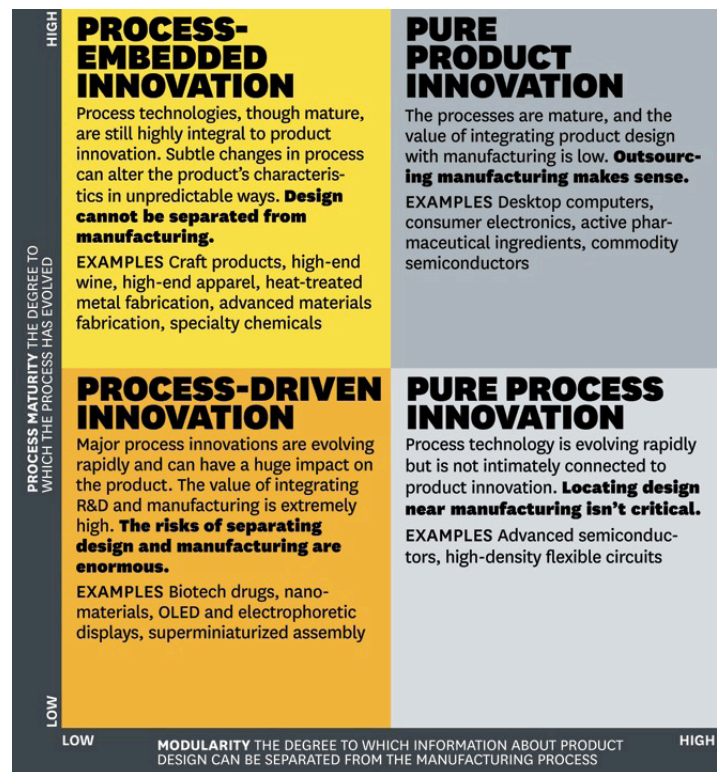 HIGH
PROCESS-
EMBEDDED
INNOVATION
Process technologies, though mature,
are still highly integral to product
innovation. Subtle changes in process
can alter the product's characteris-
tics in unpredictable ways. Design
cannot be separated from
manufacturing.
EXAMPLES Craft products, high-end
wine, high-end apparel, heat-treated
metal fabrication, advanced materials
fabrication, specialty chemicals
PURE
PRODUCT
INNOVATION
The processes are mature, and the
value of integrating product design
with manufacturing is low. Outsourc-
ing manufacturing makes sense.
EXAMPLES Desktop computers,
consumer electronics, active phar-
maceutical ingredients, commodity
semiconductors
PROCESS MATURITY THE DEGREE TO
WHICH THE PROCESS HAS EVOLVED
PROCESS-DRIVEN
INNOVATION
Major process innovations are evolving
rapidly and can have a huge impact on
the product. The value of integrating
R&D and manufacturing is extremely
high. The risks of separating
design and manufacturing are
enormous.
EXAMPLES Biotech drugs, nano-
materials, OLED and electrophoretic
displays, superminiaturized assembly
PURE PROCESS
INNOVATION
Process technology is evolving rapidly
but is not intimately connected to
product innovation. Locating design
near manufacturing isn't critical.
EXAMPLES Advanced semiconduc-
tors, high-density flexible circuits
LOW
LOW
MODULARITY THE DEGREE TO WHICH INFORMATION ABOUT PRODUCT
DESIGN CAN BE SEPARATED FROM THE MANUFACTURING PROCESS
HIGH